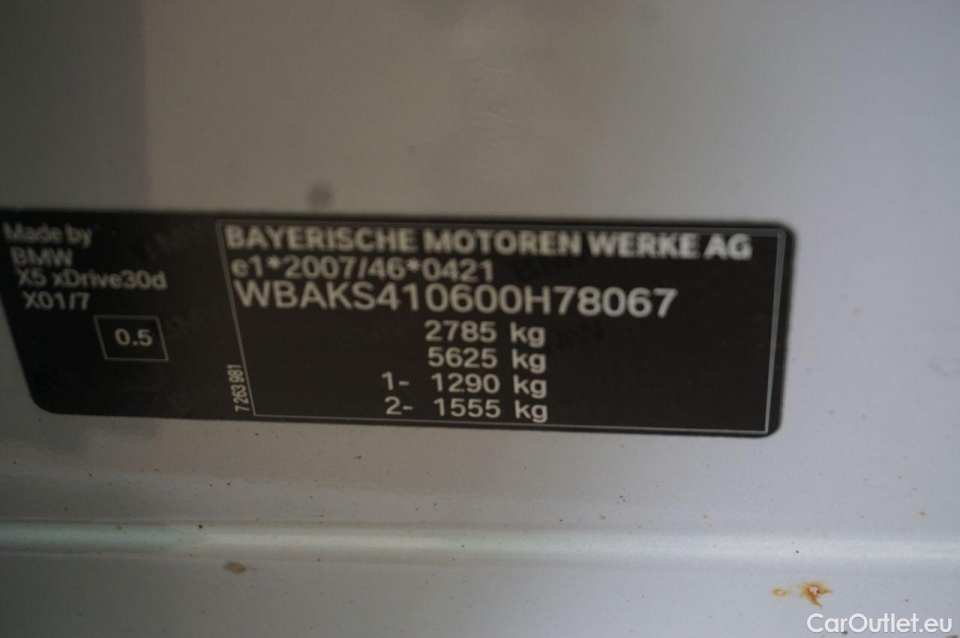 Made by
BMW
X5 xDrive30d
X01/7
0.5
7 263 981
BAYERISCHE MOTOREN WERKE AG
e1*2007/46*0421
WBAKS410600H78067
2785 kg
5625 kg
1- 1290 kg
2- 1555 kg
CarOutlet.eu